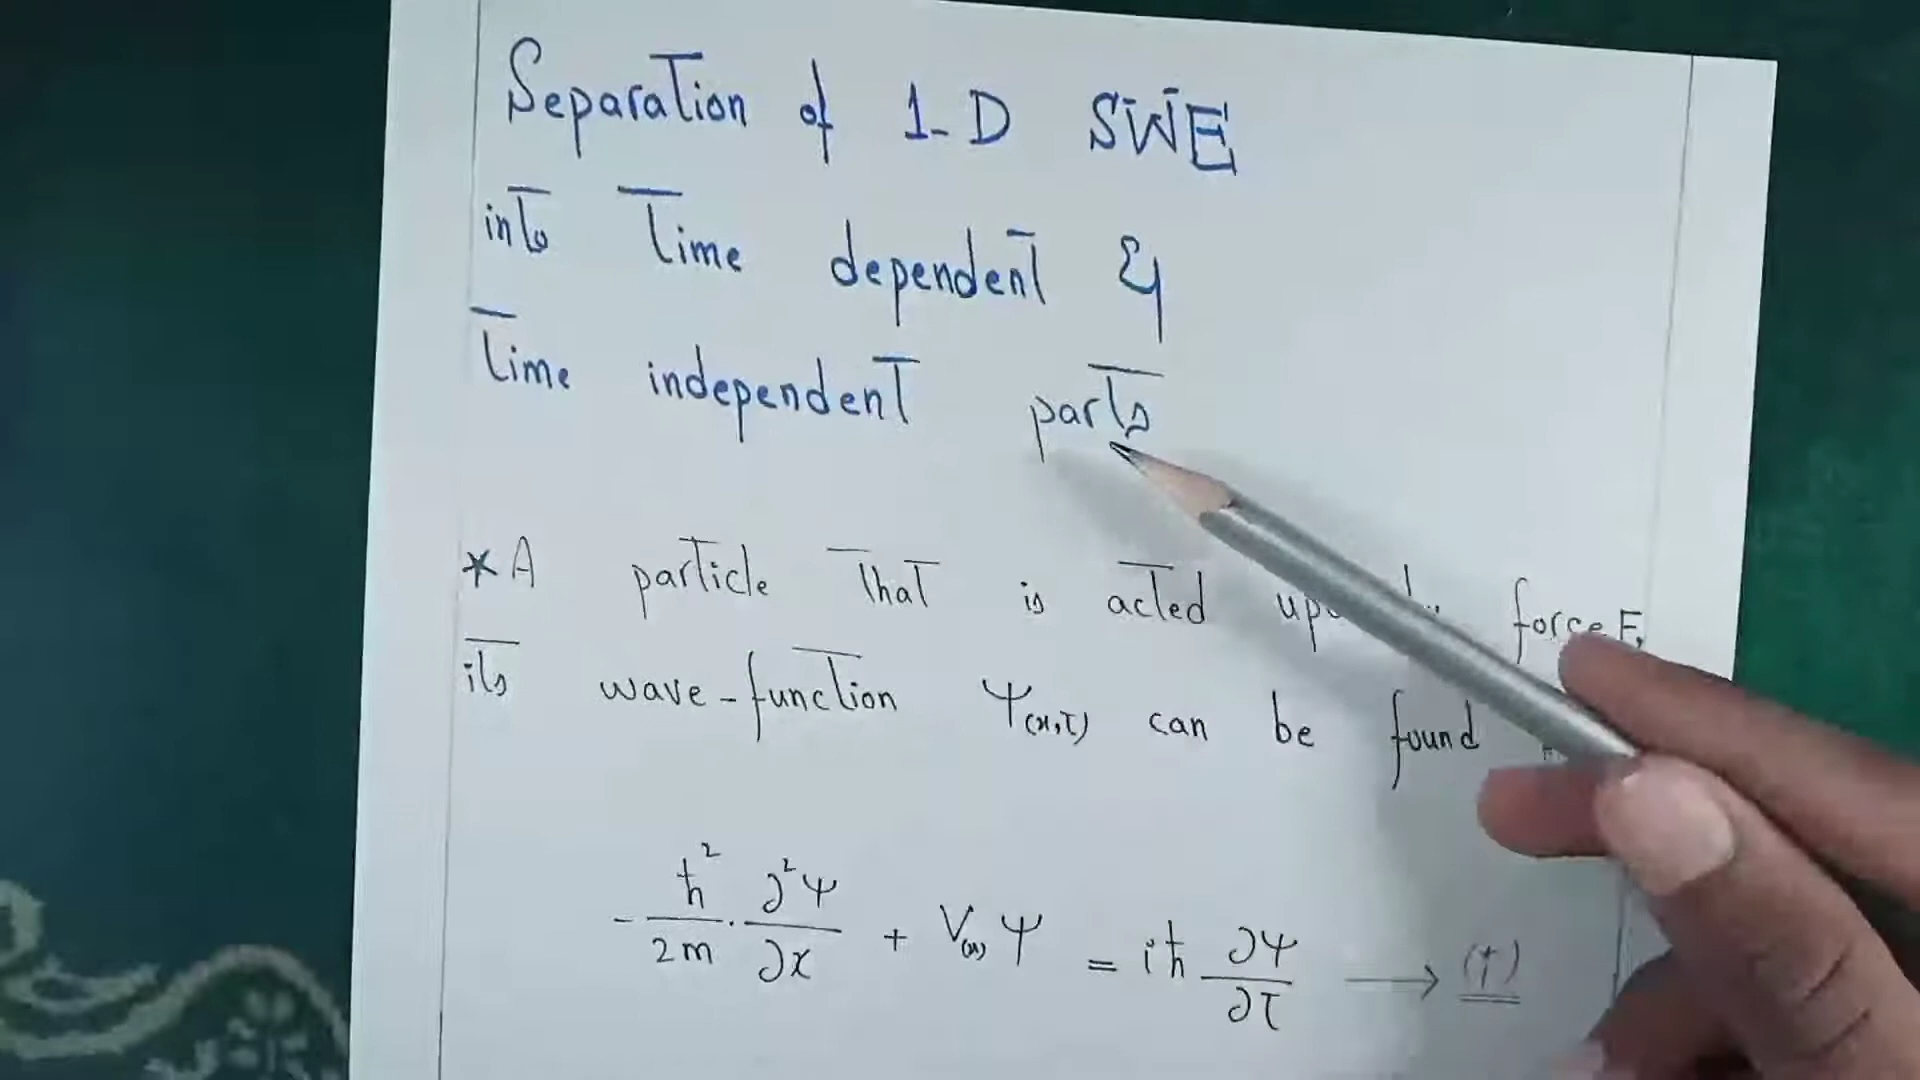 Separation of 1-D SWE
into Time dependent &
Time independent parts
* A particle that is acted force F,
its wave-function Ψ(x,t) can be found
- ħ²/2m · ∂²Ψ/∂x + V(x) Ψ = iħ ∂Ψ/∂t → (†)